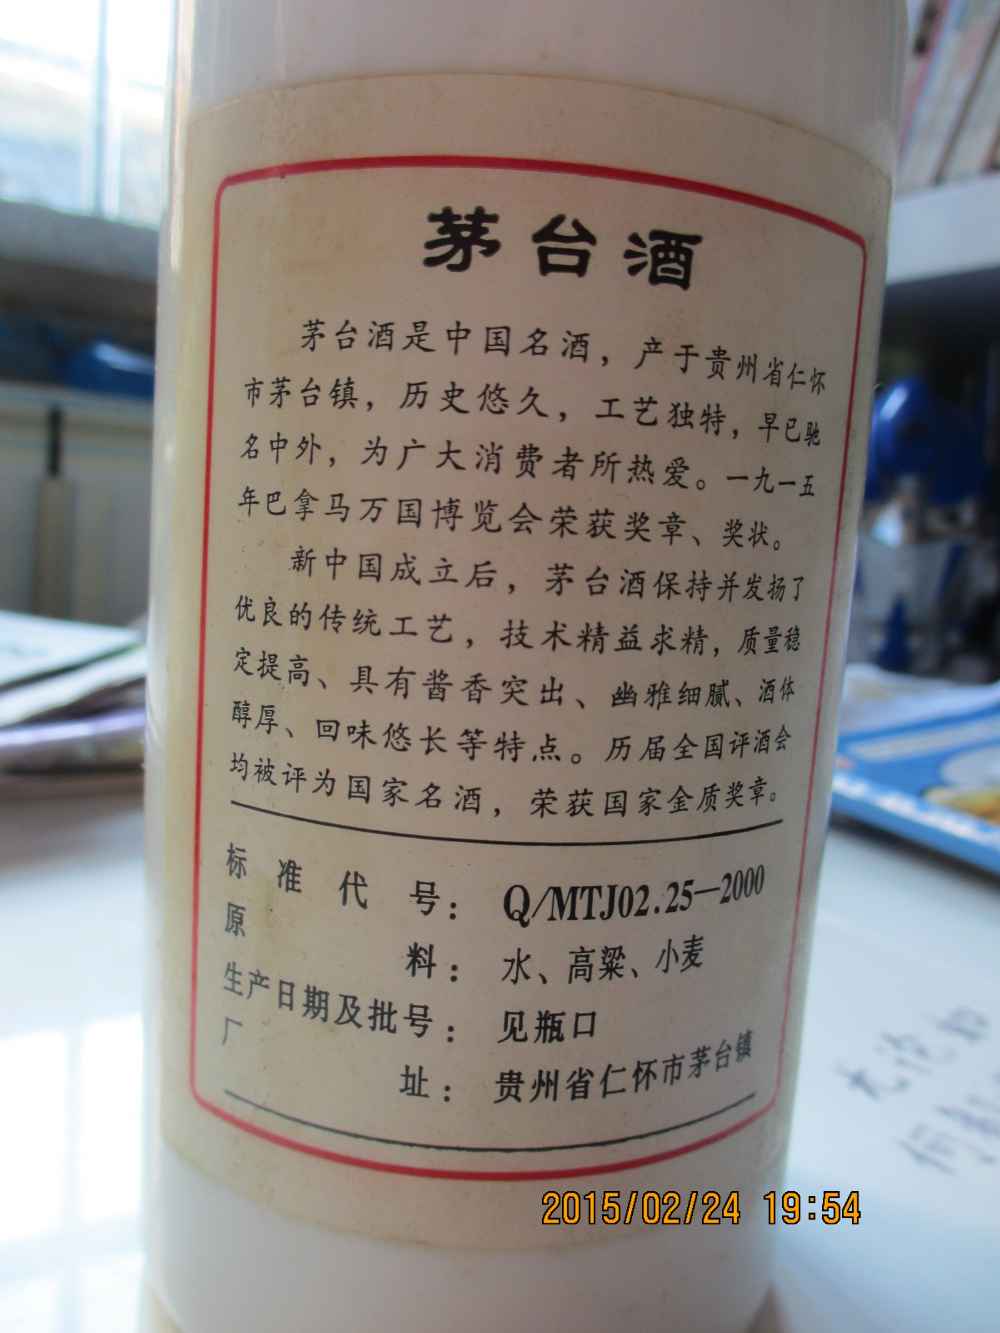 茅台酒
茅台酒是中国名酒，产于贵州省仁怀
市茅台镇，历史悠久，工艺独特，早已驰
名中外，为广大消费者所热爱。一九一五
年巴拿马万国博览会荣获奖章、奖状。
新中国成立后，茅台酒保持并发扬了
优良的传统工艺，技术精益求精，质量稳
定提高、具有酱香突出、幽雅细腻、酒体
醇厚、回味悠长等特点。历届全国评酒会
均被评为国家名酒，荣获国家金质奖章。
标准代号：Q/MTJ02.25—2000
原料：水、高粱、小麦
生产日期及批号：见瓶口
厂址：贵州省仁怀市茅台镇
2015/02/24 19:54